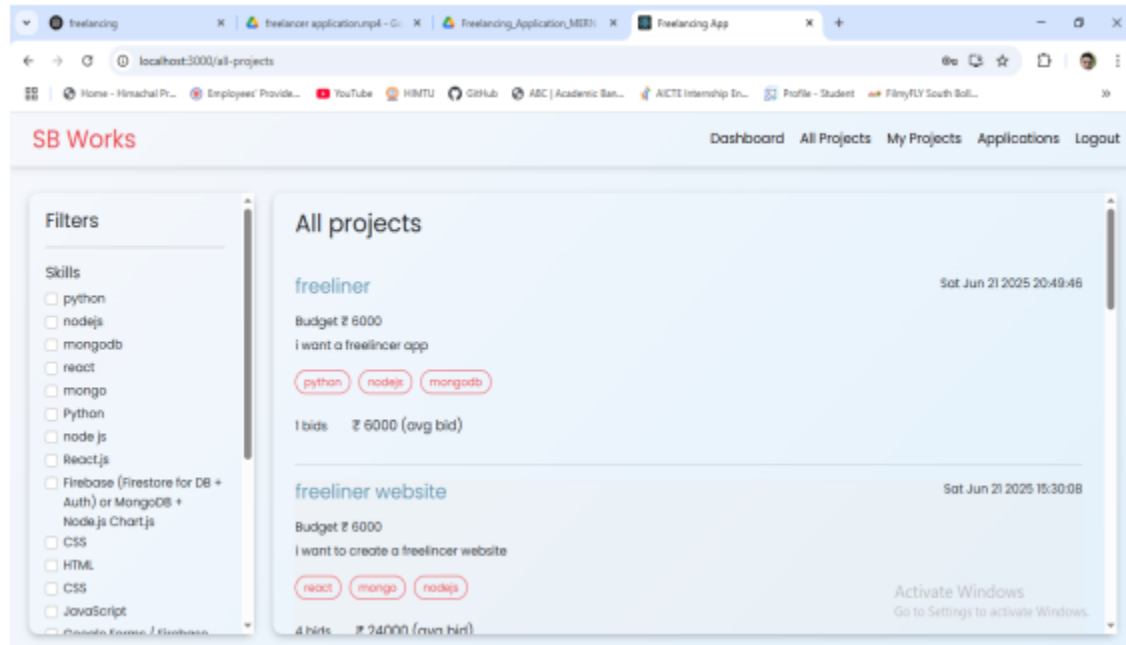 freelancing
freelancer application.mp4 - Go
Freelancing_Application_MERN
Freelancing App
localhost:3000/all-projects
Home - Himachal Pr...
Employees' Provide...
YouTube
HIMTU
GitHub
ABC | Academic Ban...
AICTE Internship En...
Profile - Student
FilmyFLY South Boll...
SB Works
Dashboard
All Projects
My Projects
Applications
Logout
Filters
Skills
python
nodejs
mongodb
react
mongo
Python
node js
React.js
Firebase (Firestore for DB +
Auth) or MongoDB +
Node.js Chart.js
CSS
HTML
CSS
JavaScript
Google Forms / Firebase
All projects
freeliner
Sat Jun 21 2025 20:49:46
Budget ₹ 6000
i want a freelincer app
python
nodejs
mongodb
1 bids
₹ 6000 (avg bid)
freeliner website
Sat Jun 21 2025 15:30:08
Budget ₹ 6000
i want to create a freelincer website
react
mongo
nodejs
4 bids
₹ 24000 (avg bid)
Activate Windows
Go to Settings to activate Windows.